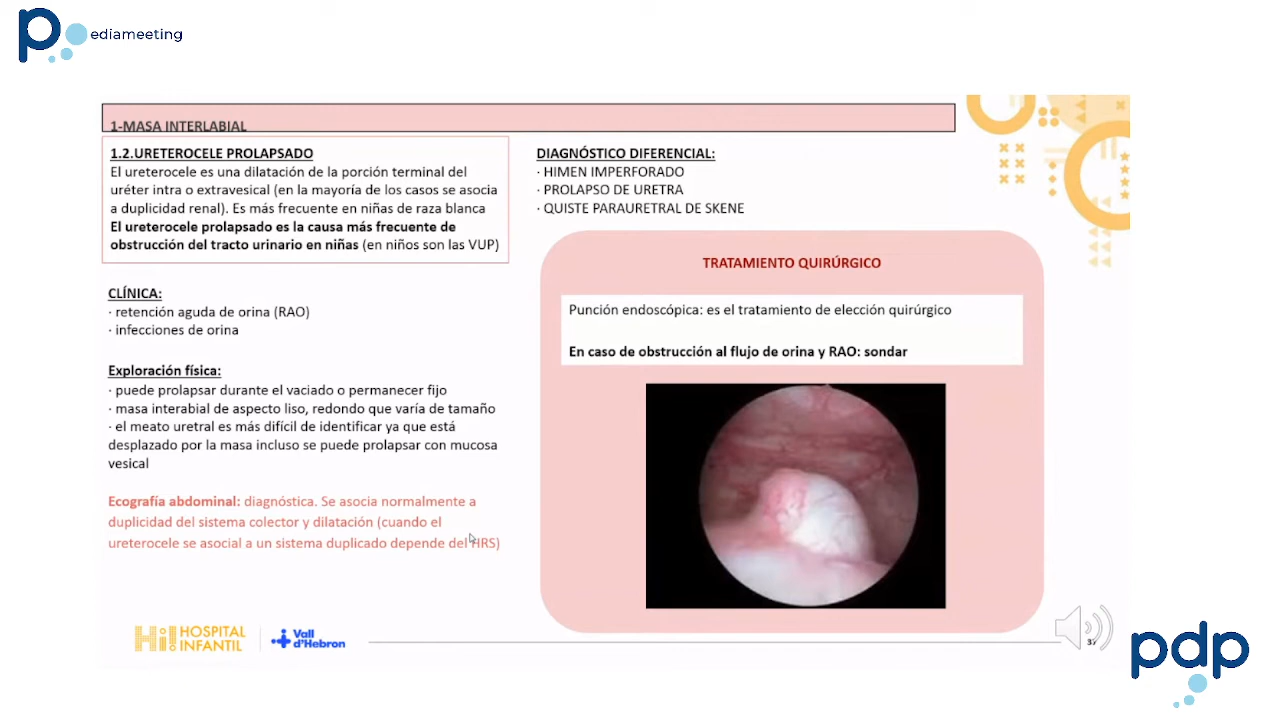 pediameeting
1-MASA INTERLABIAL
1.2.URETEROCELE PROLAPSADO
El ureterocele es una dilatación de la porción terminal del
uréter intra o extravesical (en la mayoría de los casos se asocia
a duplicidad renal). Es más frecuente en niñas de raza blanca
El ureterocele prolapsado es la causa más frecuente de
obstrucción del tracto urinario en niñas (en niños son las VUP)
CLÍNICA:
· retención aguda de orina (RAO)
· infecciones de orina
Exploración física:
· puede prolapsar durante el vaciado o permanecer fijo
· masa interabial de aspecto liso, redondo que varía de tamaño
· el meato uretral es más difícil de identificar ya que está
desplazado por la masa incluso se puede prolapsar con mucosa
vesical
Ecografía abdominal: diagnóstica. Se asocia normalmente a
duplicidad del sistema colector y dilatación (cuando el
ureterocele se asocial a un sistema duplicado depende del HRS)
DIAGNÓSTICO DIFERENCIAL:
· HIMEN IMPERFORADO
· PROLAPSO DE URETRA
· QUISTE PARAURETRAL DE SKENE
TRATAMIENTO QUIRÚRGICO
Punción endoscópica: es el tratamiento de elección quirúrgico
En caso de obstrucción al flujo de orina y RAO: sondar
Hi! HOSPITAL
INFANTIL
Vall
d'Hebron
37
pdp